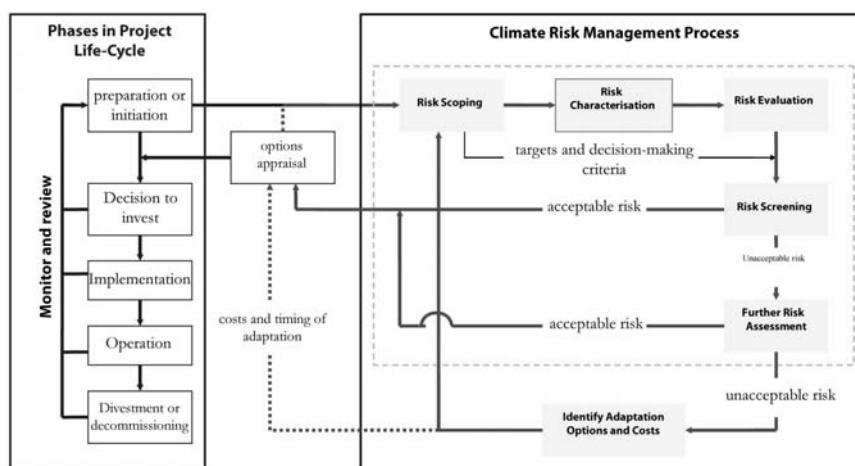 Phases in Project
Life-Cycle
Monitor and review
preparation or
initiation
Decision to
invest
Implementation
Operation
Divestment or
decommissioning
options
appraisal
costs and timing of
adaptation
Climate Risk Management Process
Risk Scoping
Risk
Characterisation
Risk Evaluation
targets and decision-making
criteria
acceptable risk
Risk Screening
Unacceptable risk
acceptable risk
Further Risk
Assessment
unacceptable risk
Identify Adaptation
Options and Costs